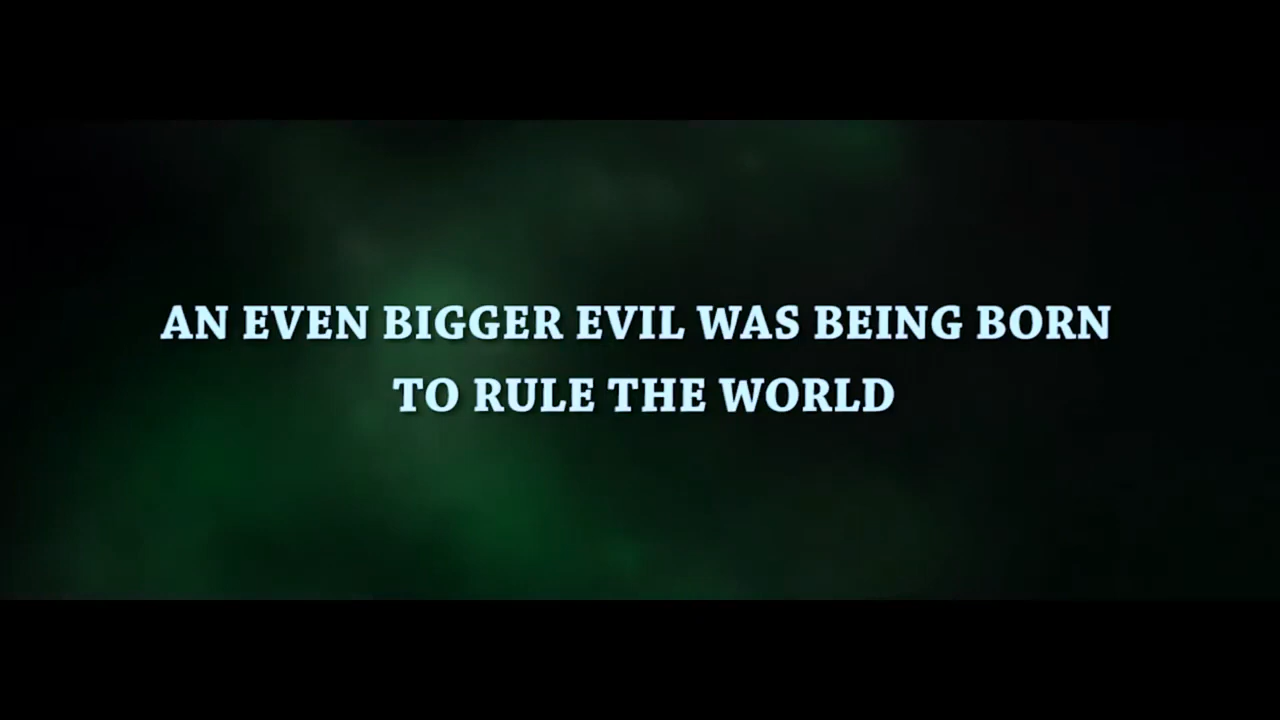 AN EVEN BIGGER EVIL WAS BEING BORN
TO RULE THE WORLD